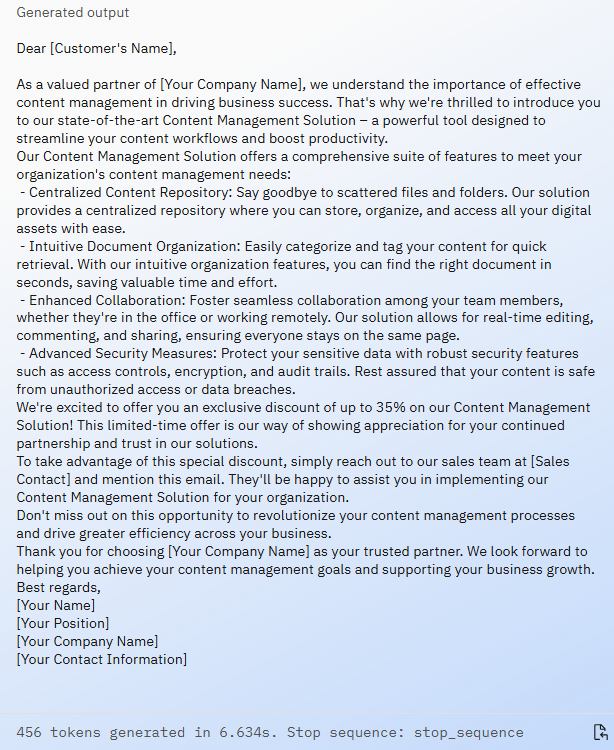 Generated output
Dear [Customer's Name],
As a valued partner of [Your Company Name], we understand the importance of effective
content management in driving business success. That's why we're thrilled to introduce you
to our state-of-the-art Content Management Solution – a powerful tool designed to
streamline your content workflows and boost productivity.
Our Content Management Solution offers a comprehensive suite of features to meet your
organization's content management needs:
- Centralized Content Repository: Say goodbye to scattered files and folders. Our solution
provides a centralized repository where you can store, organize, and access all your digital
assets with ease.
- Intuitive Document Organization: Easily categorize and tag your content for quick
retrieval. With our intuitive organization features, you can find the right document in
seconds, saving valuable time and effort.
- Enhanced Collaboration: Foster seamless collaboration among your team members,
whether they're in the office or working remotely. Our solution allows for real-time editing,
commenting, and sharing, ensuring everyone stays on the same page.
- Advanced Security Measures: Protect your sensitive data with robust security features
such as access controls, encryption, and audit trails. Rest assured that your content is safe
from unauthorized access or data breaches.
We're excited to offer you an exclusive discount of up to 35% on our Content Management
Solution! This limited-time offer is our way of showing appreciation for your continued
partnership and trust in our solutions.
To take advantage of this special discount, simply reach out to our sales team at [Sales
Contact] and mention this email. They'll be happy to assist you in implementing our
Content Management Solution for your organization.
Don't miss out on this opportunity to revolutionize your content management processes
and drive greater efficiency across your business.
Thank you for choosing [Your Company Name] as your trusted partner. We look forward to
helping you achieve your content management goals and supporting your business growth.
Best regards,
[Your Name]
[Your Position]
[Your Company Name]
[Your Contact Information]
456 tokens generated in 6.634s. Stop sequence: stop_sequence